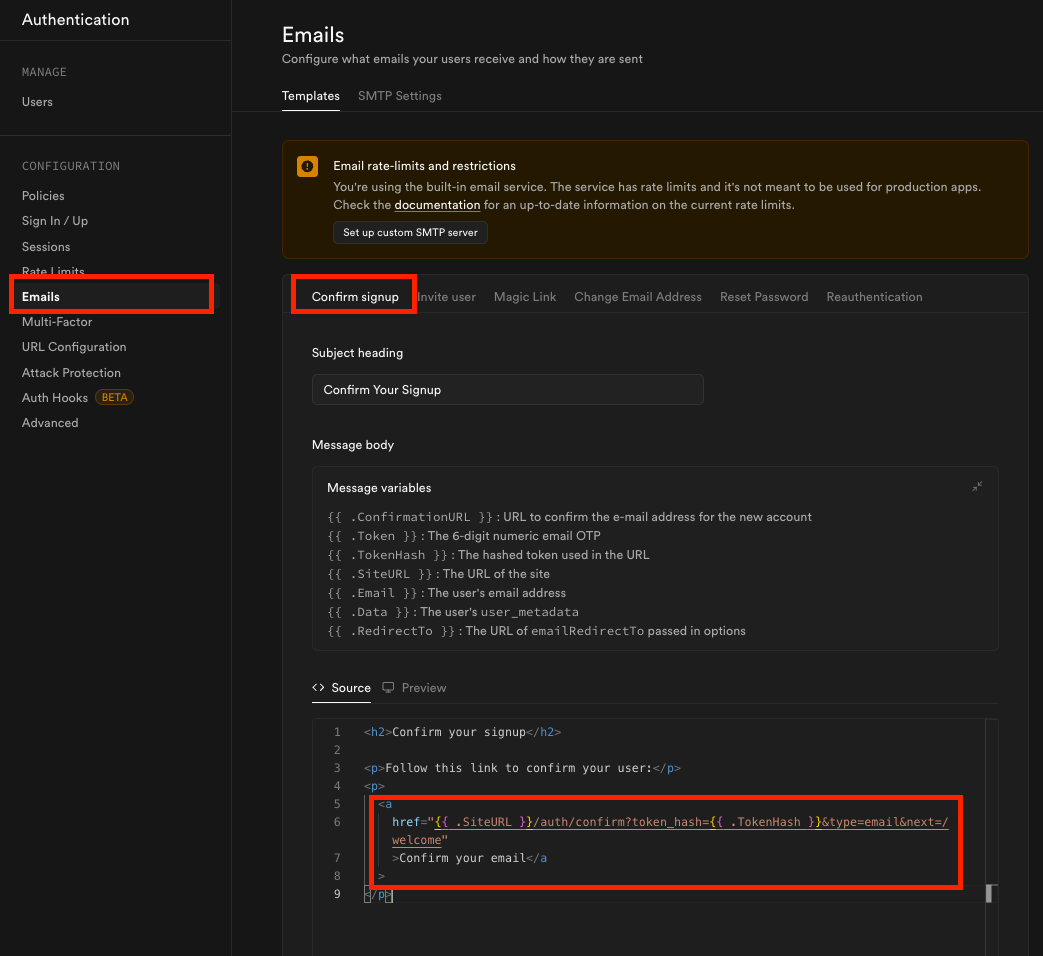 Authentication
MANAGE
Users
CONFIGURATION
Policies
Sign In / Up
Sessions
Rate Limits
Emails
Multi-Factor
URL Configuration
Attack Protection
Auth Hooks BETA
Advanced
Emails
Configure what emails your users receive and how they are sent
Templates SMTP Settings
Email rate-limits and restrictions
You're using the built-in email service. The service has rate limits and it's not meant to be used for production apps.
Check the documentation for an up-to-date information on the current rate limits.
Set up custom SMTP server
Confirm signup Invite user Magic Link Change Email Address Reset Password Reauthentication
Subject heading
Confirm Your Signup
Message body
Message variables
{{ .ConfirmationURL }} : URL to confirm the e-mail address for the new account
{{ .Token }} : The 6-digit numeric email OTP
{{ .TokenHash }} : The hashed token used in the URL
{{ .SiteURL }} : The URL of the site
{{ .Email }} : The user's email address
{{ .Data }} : The user's user_metadata
{{ .RedirectTo }} : The URL of emailRedirectTo passed in options
<> Source Preview
1 <h2>Confirm your signup</h2>
2
3 <p>Follow this link to confirm your user:</p>
4 <p>
5 <a
6 href="{{ .SiteURL }}/auth/confirm?token_hash={{ .TokenHash }}&type=email&next=/
welcome"
7 >Confirm your email</a
8 >
9 </p>